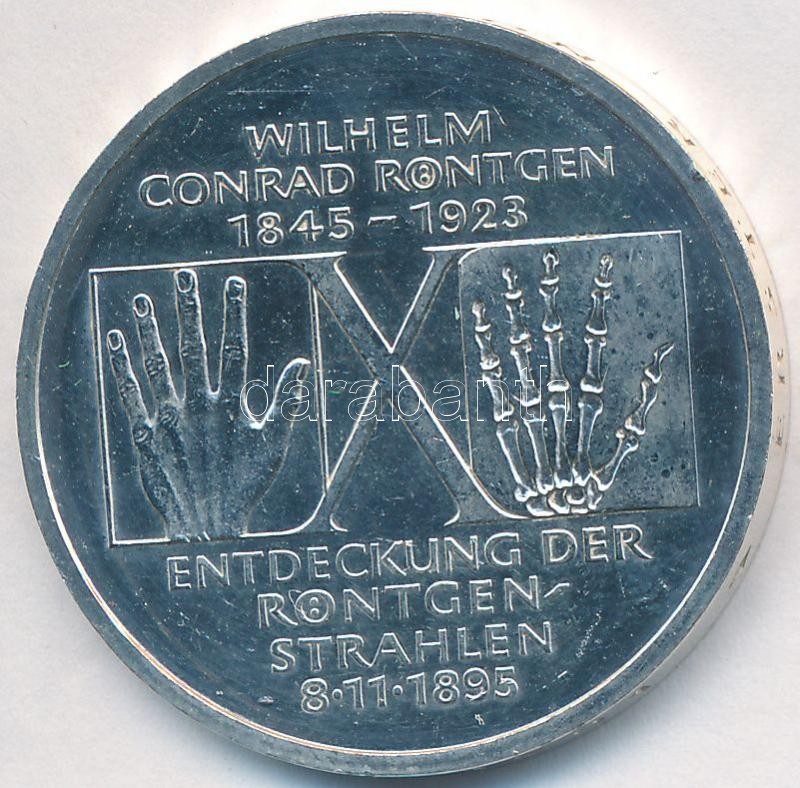 WILHELM
CONRAD RÖNTGEN
1845 – 1923
X
darabanth
ENTDECKUNG DER
RÖNTGEN-
STRAHLEN
8·11·1895